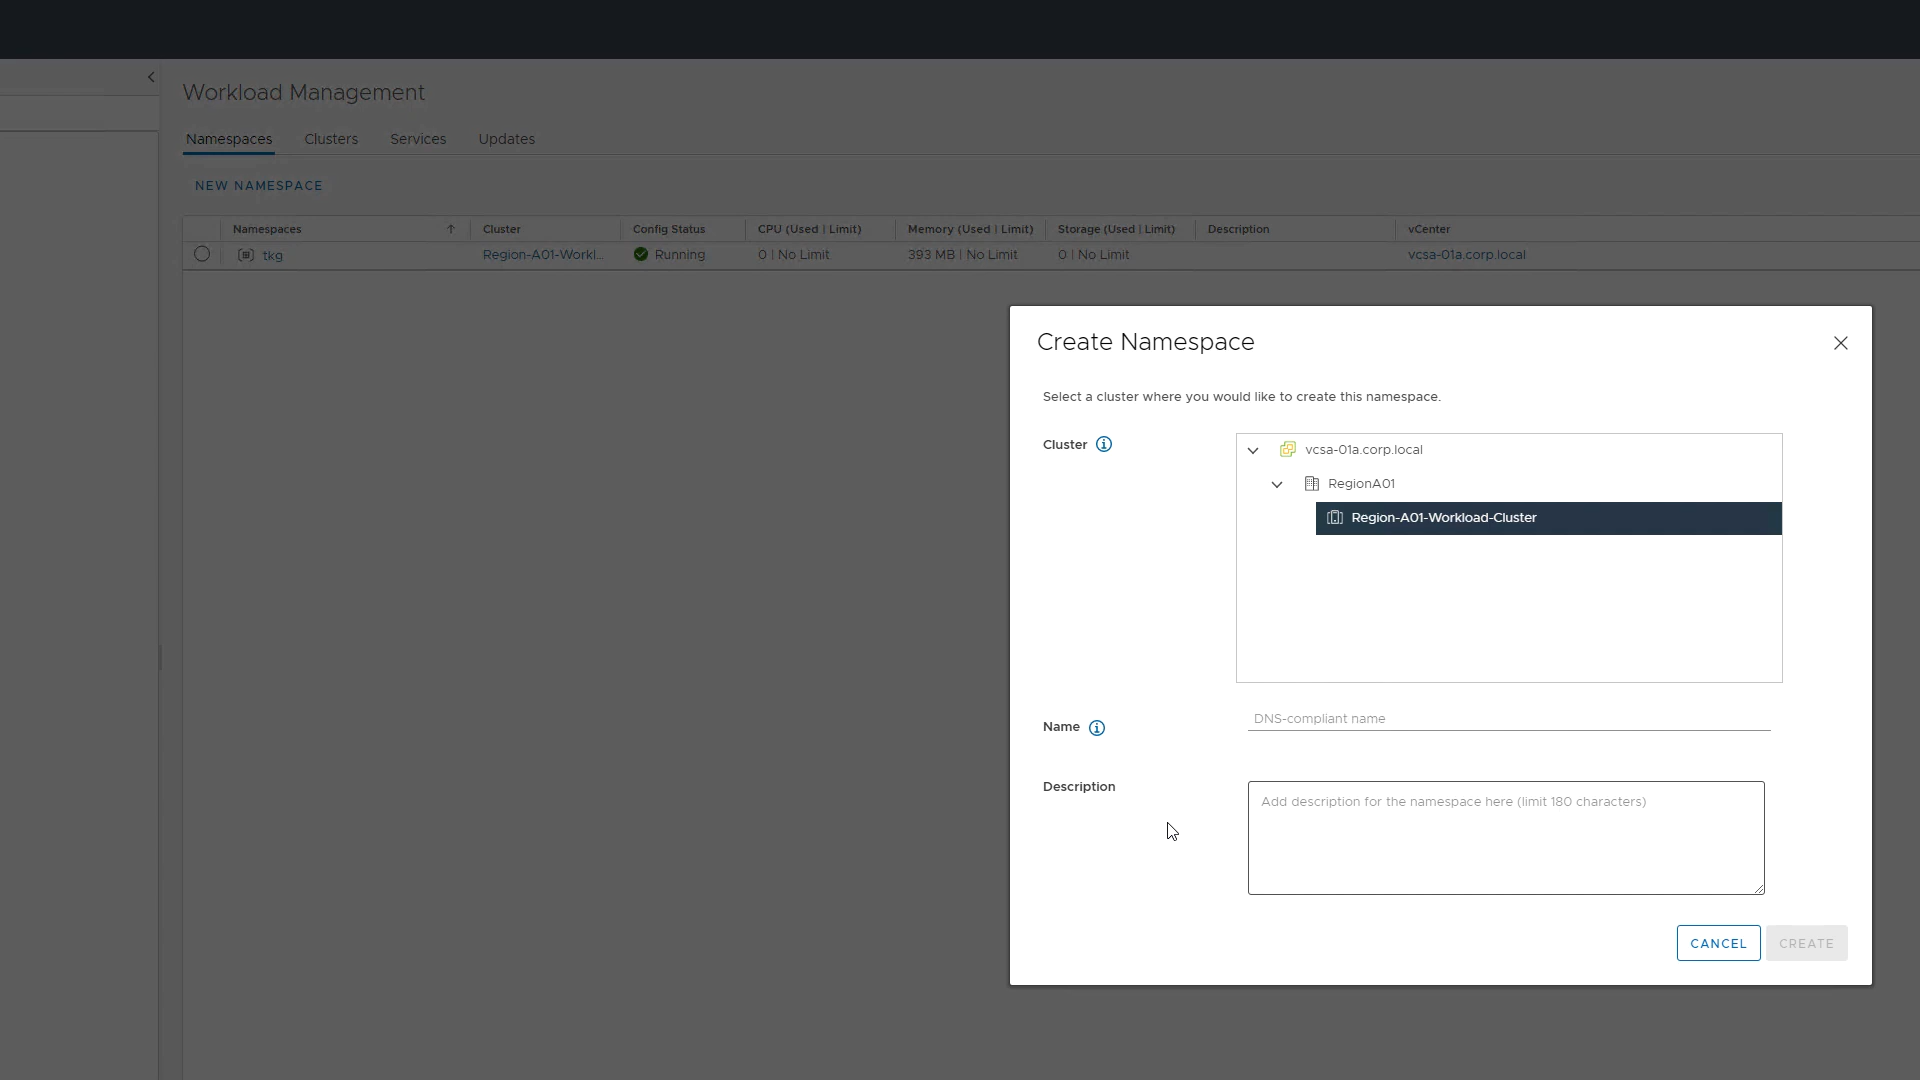 Workload Management
Namespaces Clusters Services Updates
NEW NAMESPACE
Namespaces Cluster Config Status CPU (Used | Limit) Memory (Used | Limit) Storage (Used | Limit) Description vCenter
tkg Region-A01-Workl... Running 0 | No Limit 393 MB | No Limit 0 | No Limit vcsa-01a.corp.local
Create Namespace
Select a cluster where you would like to create this namespace.
Cluster
vcsa-01a.corp.local
RegionA01
Region-A01-Workload-Cluster
Name
DNS-compliant name
Description
Add description for the namespace here (limit 180 characters)
CANCEL CREATE